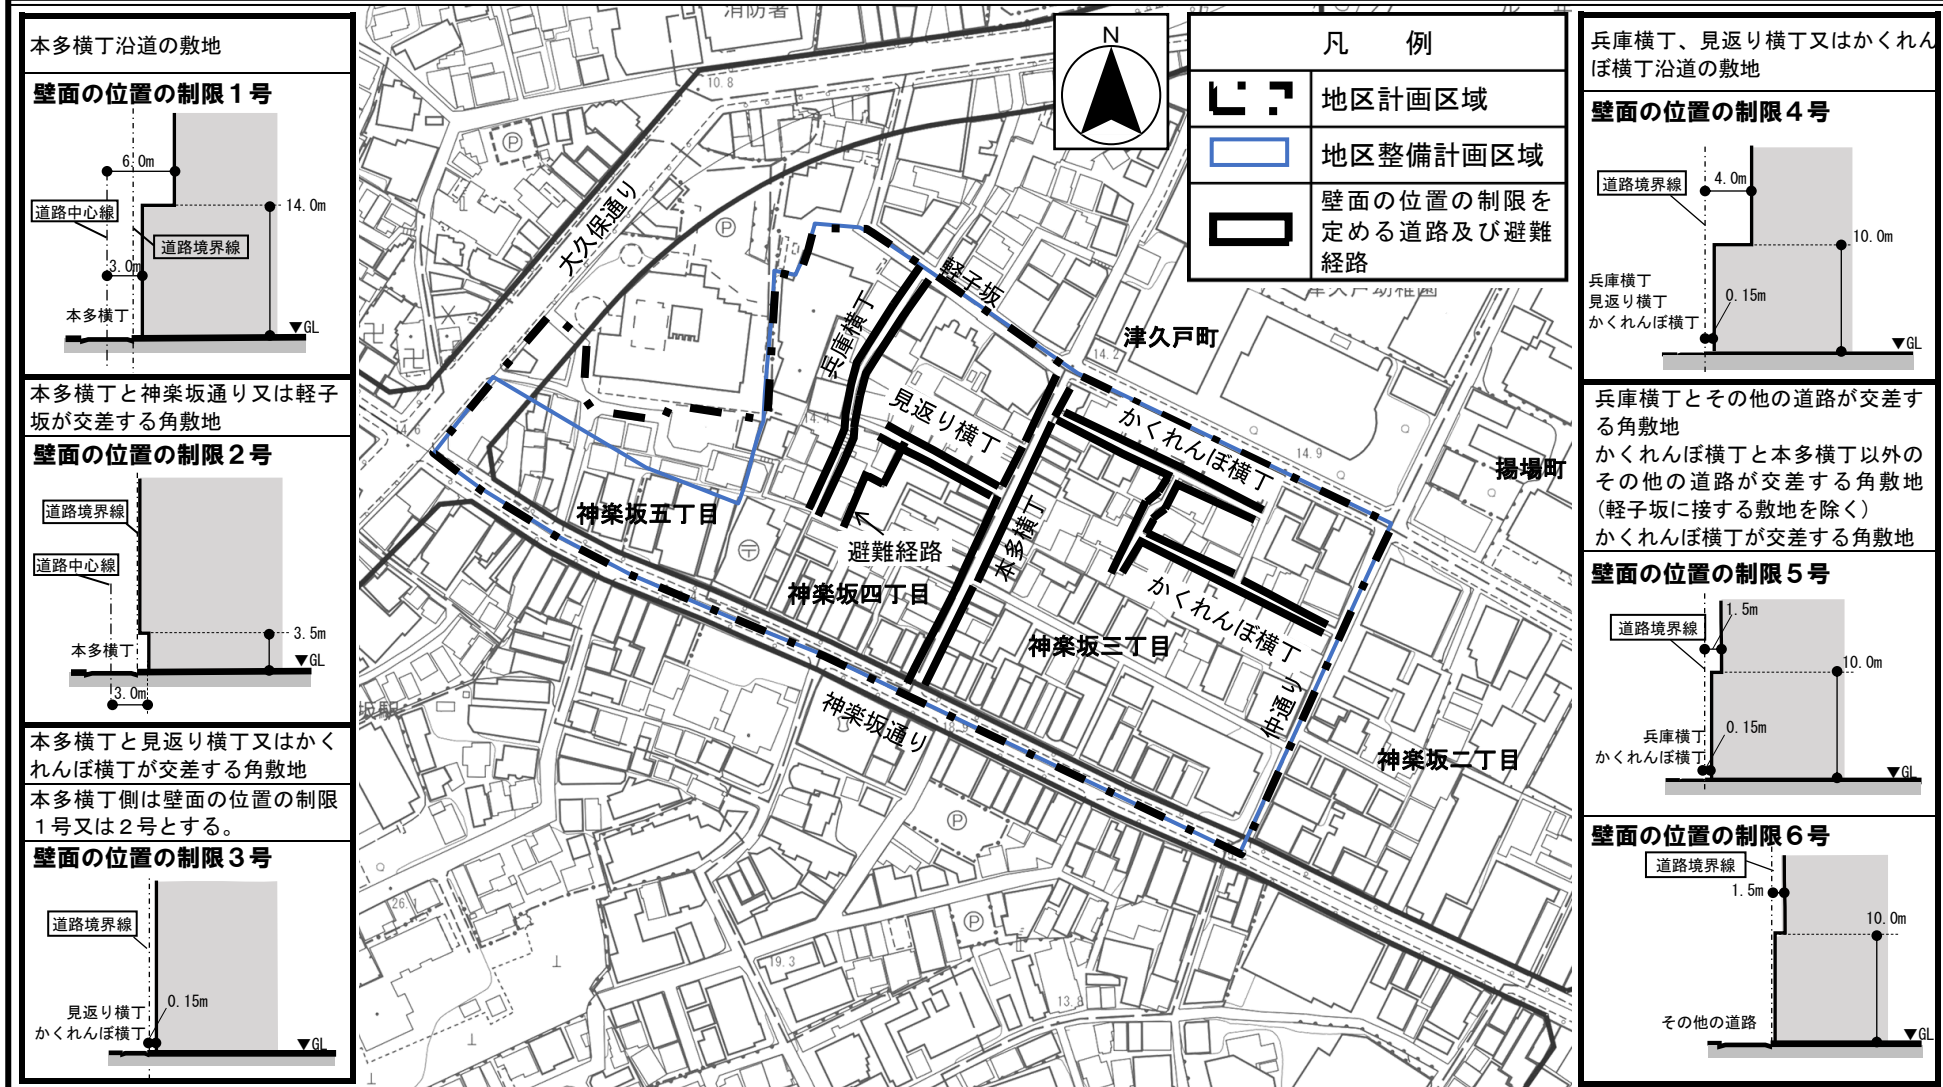 本多横丁沿道の敷地
壁面の位置の制限1号
6.0m
14.0m
道路中心線
道路境界線
3.0m
本多横丁
▼GL
本多横丁と神楽坂通り又は軽子
坂が交差する角敷地
壁面の位置の制限2号
道路境界線
道路中心線
3.5m
本多横丁
▼GL
3.0m
本多横丁と見返り横丁又はかく
れんぼ横丁が交差する角敷地
本多横丁側は壁面の位置の制限
1号又は2号とする。
壁面の位置の制限3号
道路境界線
0.15m
見返り横丁
かくれんぼ横丁
▼GL
N
凡 例
地区計画区域
地区整備計画区域
壁面の位置の制限を
定める道路及び避難
経路
消防署
10.8
大久保通り
軽子坂
兵庫横丁
津久戸町
14.2
見返り横丁
かくれんぼ横丁
14.9
揚場町
14.6
神楽坂五丁目
避難経路
本多横丁
神楽坂四丁目
かくれんぼ横丁
神楽坂三丁目
仲通り
神楽坂通り
神楽坂二丁目
26.1
19.3
13.8
兵庫横丁、見返り横丁又はかくれん
ぼ横丁沿道の敷地
壁面の位置の制限4号
道路境界線
4.0m
10.0m
兵庫横丁
見返り横丁
かくれんぼ横丁
0.15m
▼GL
兵庫横丁とその他の道路が交差す
る角敷地
かくれんぼ横丁と本多横丁以外の
その他の道路が交差する角敷地
(軽子坂に接する敷地を除く)
かくれんぼ横丁が交差する角敷地
壁面の位置の制限5号
1.5m
道路境界線
10.0m
兵庫横丁
かくれんぼ横丁
0.15m
▼GL
壁面の位置の制限6号
道路境界線
1.5m
10.0m
その他の道路
▼GL